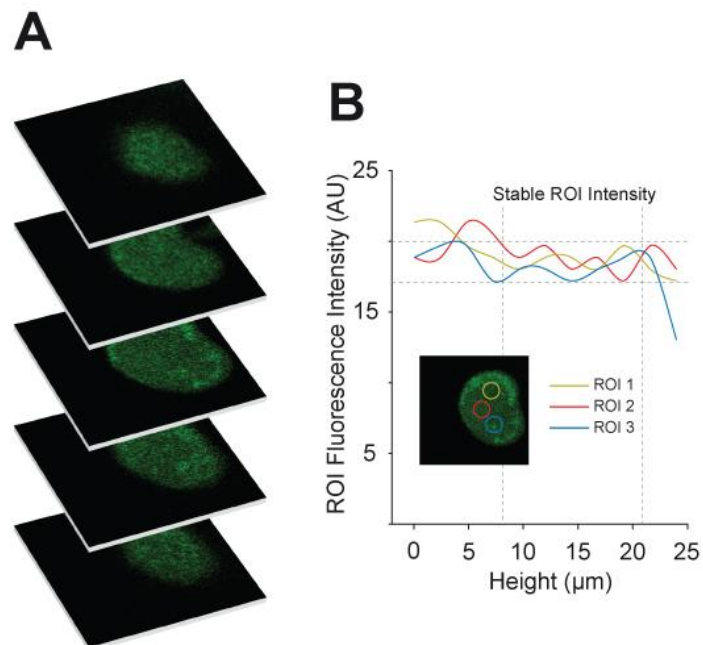 A
B
25
Stable ROI Intensity
15
ROI 1
ROI 2
ROI 3
5
ROI Fluorescence Intensity (AU)
0 5 10 15 20 25
Height (µm)